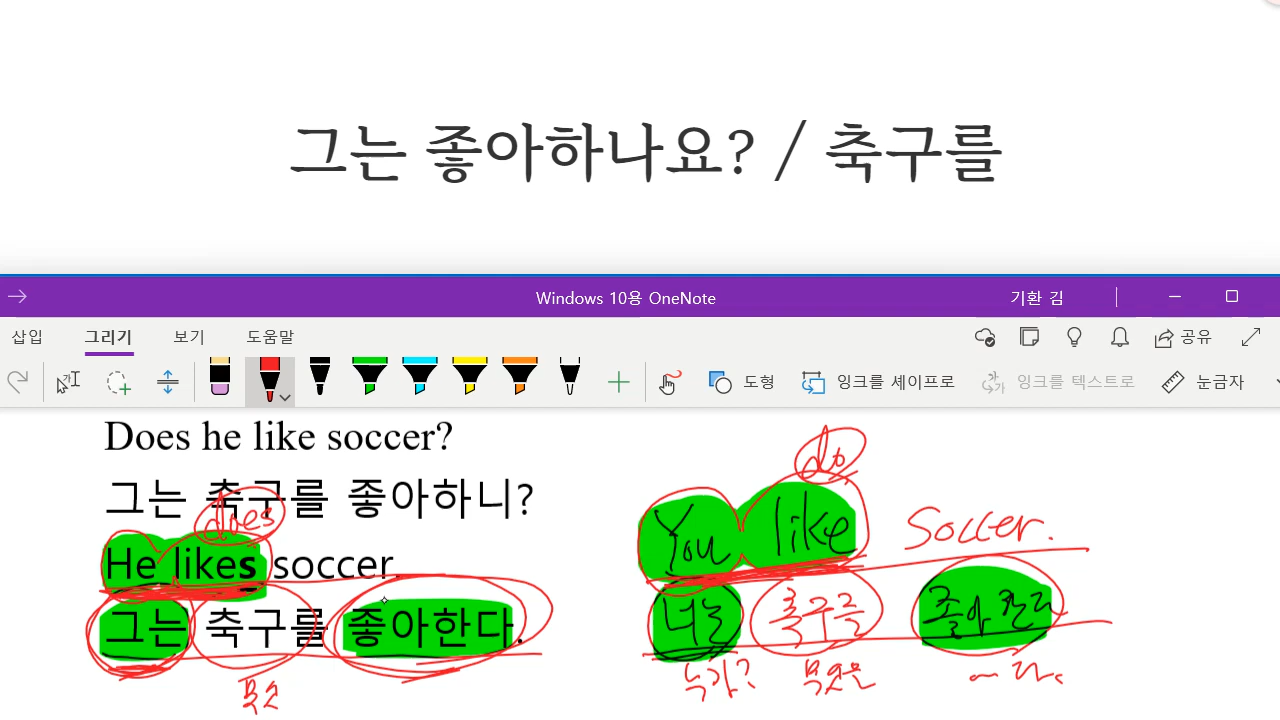 그는 좋아하나요? / 축구를
Windows 10용 OneNote
기환 김
삽입 그리기 보기 도움말
공유
도형 잉크를 셰이프로 잉크를 텍스트로 눈금자
Does he like soccer?
그는 축구를 좋아하니?
does
He likes soccer.
그는 축구를 좋아한다.
무엇
do
You like Soccer.
너는 축구를 좋아한다
누가? 무엇을 ~ 다.